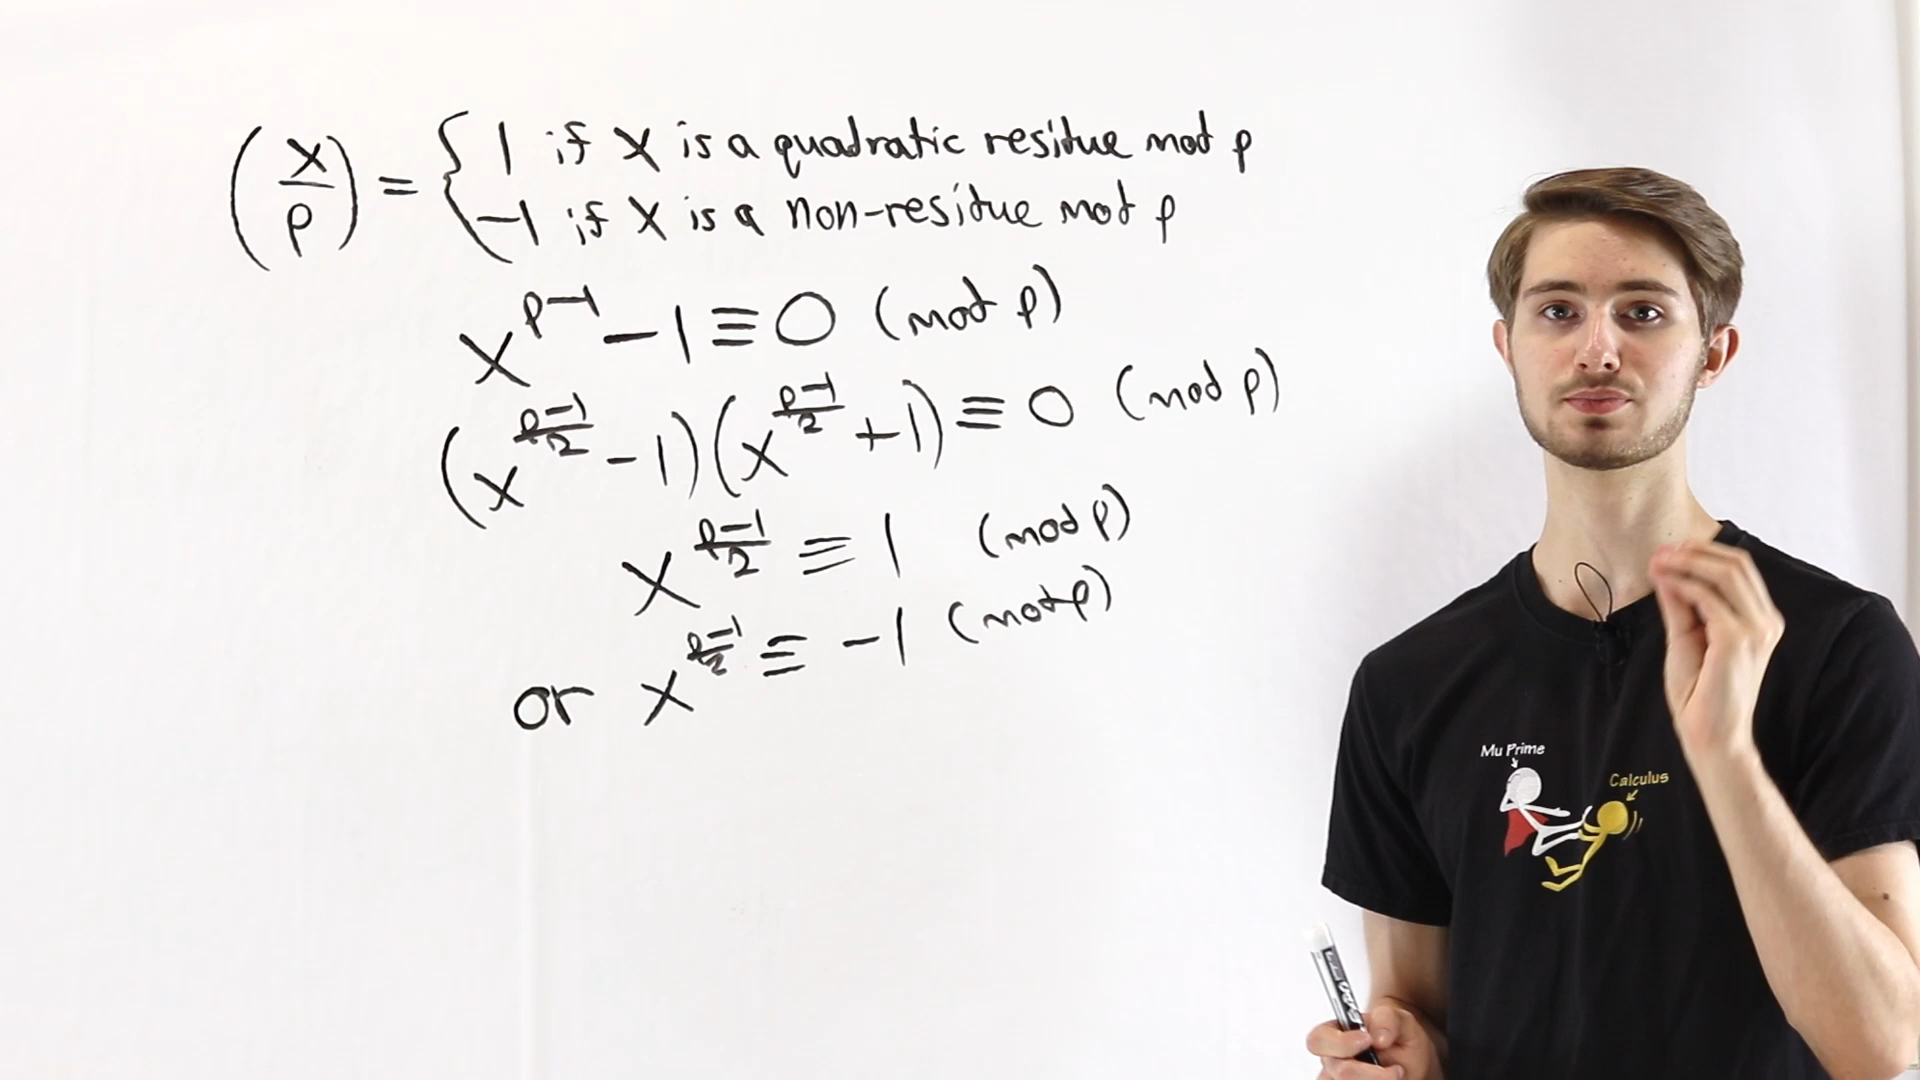 (x/p) = { 1 if x is a quadratic residue mod p
-1 if x is a non-residue mod p
x^(p-1) - 1 ≡ 0 (mod p)
(x^((p-1)/2) - 1)(x^((p-1)/2) + 1) ≡ 0 (mod p)
x^((p-1)/2) ≡ 1 (mod p)
or x^((p-1)/2) ≡ -1 (mod p)
Mu Prime
Calculus